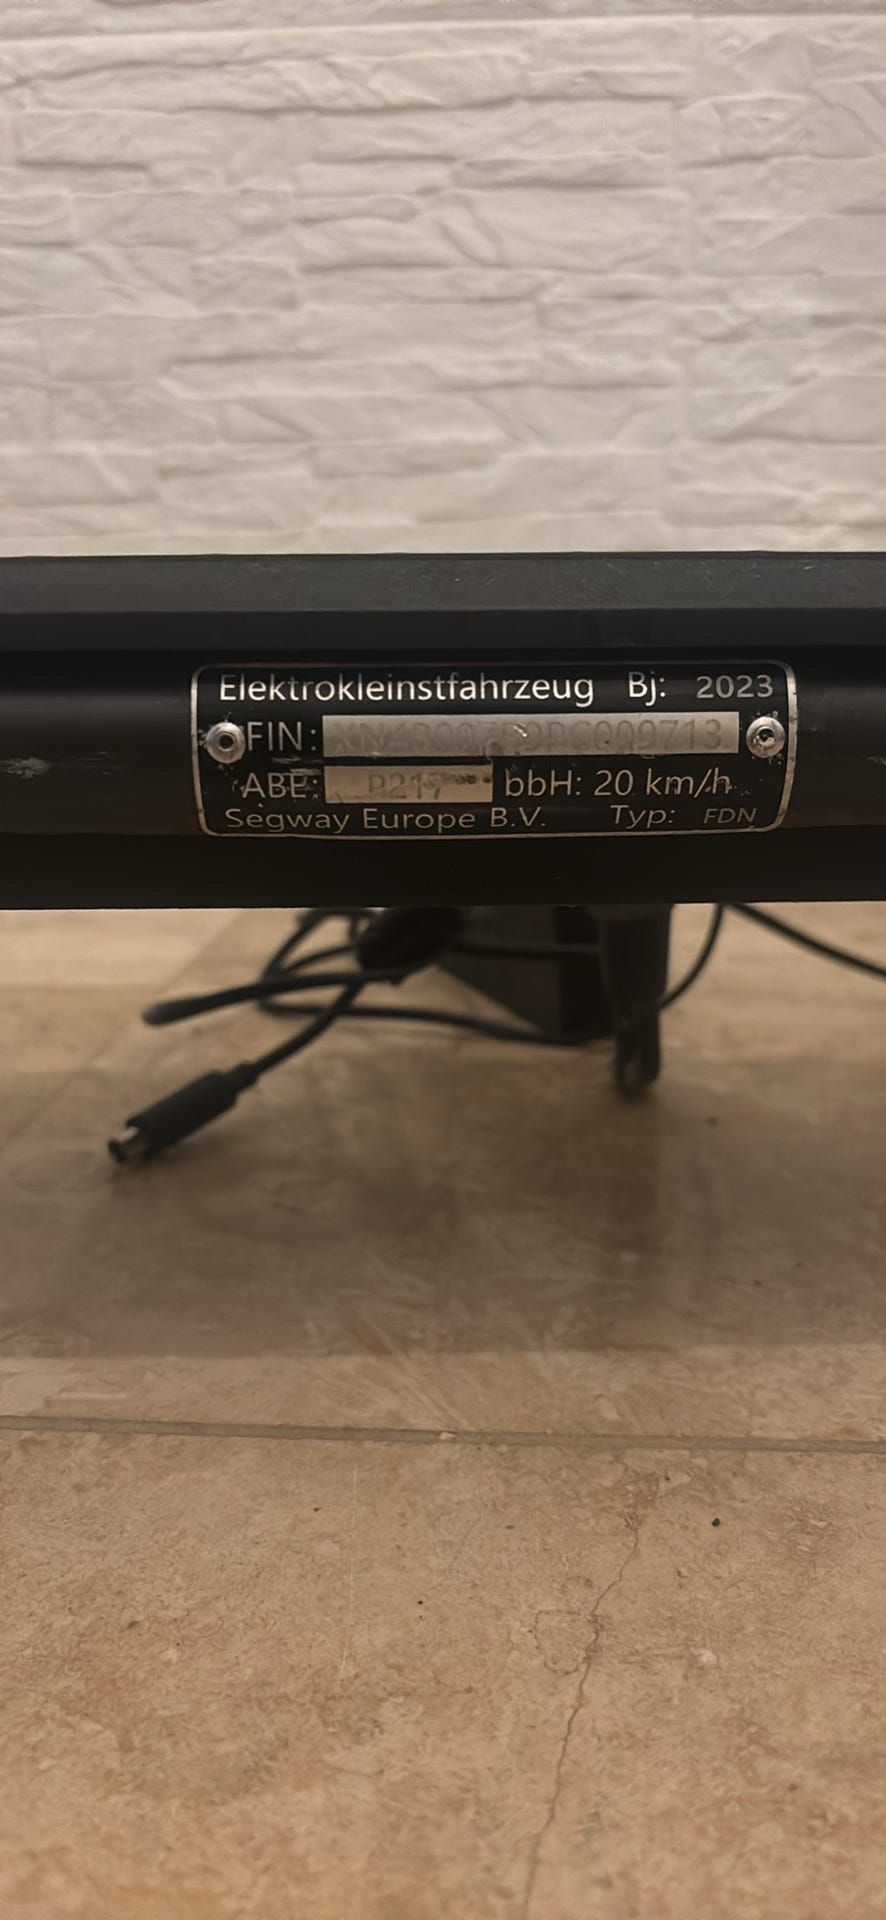 Elektrokleinstfahrzeug Bj: 2023
FIN:
ABE: bbH: 20 km/h
Segway Europe B.V. Typ: FDN